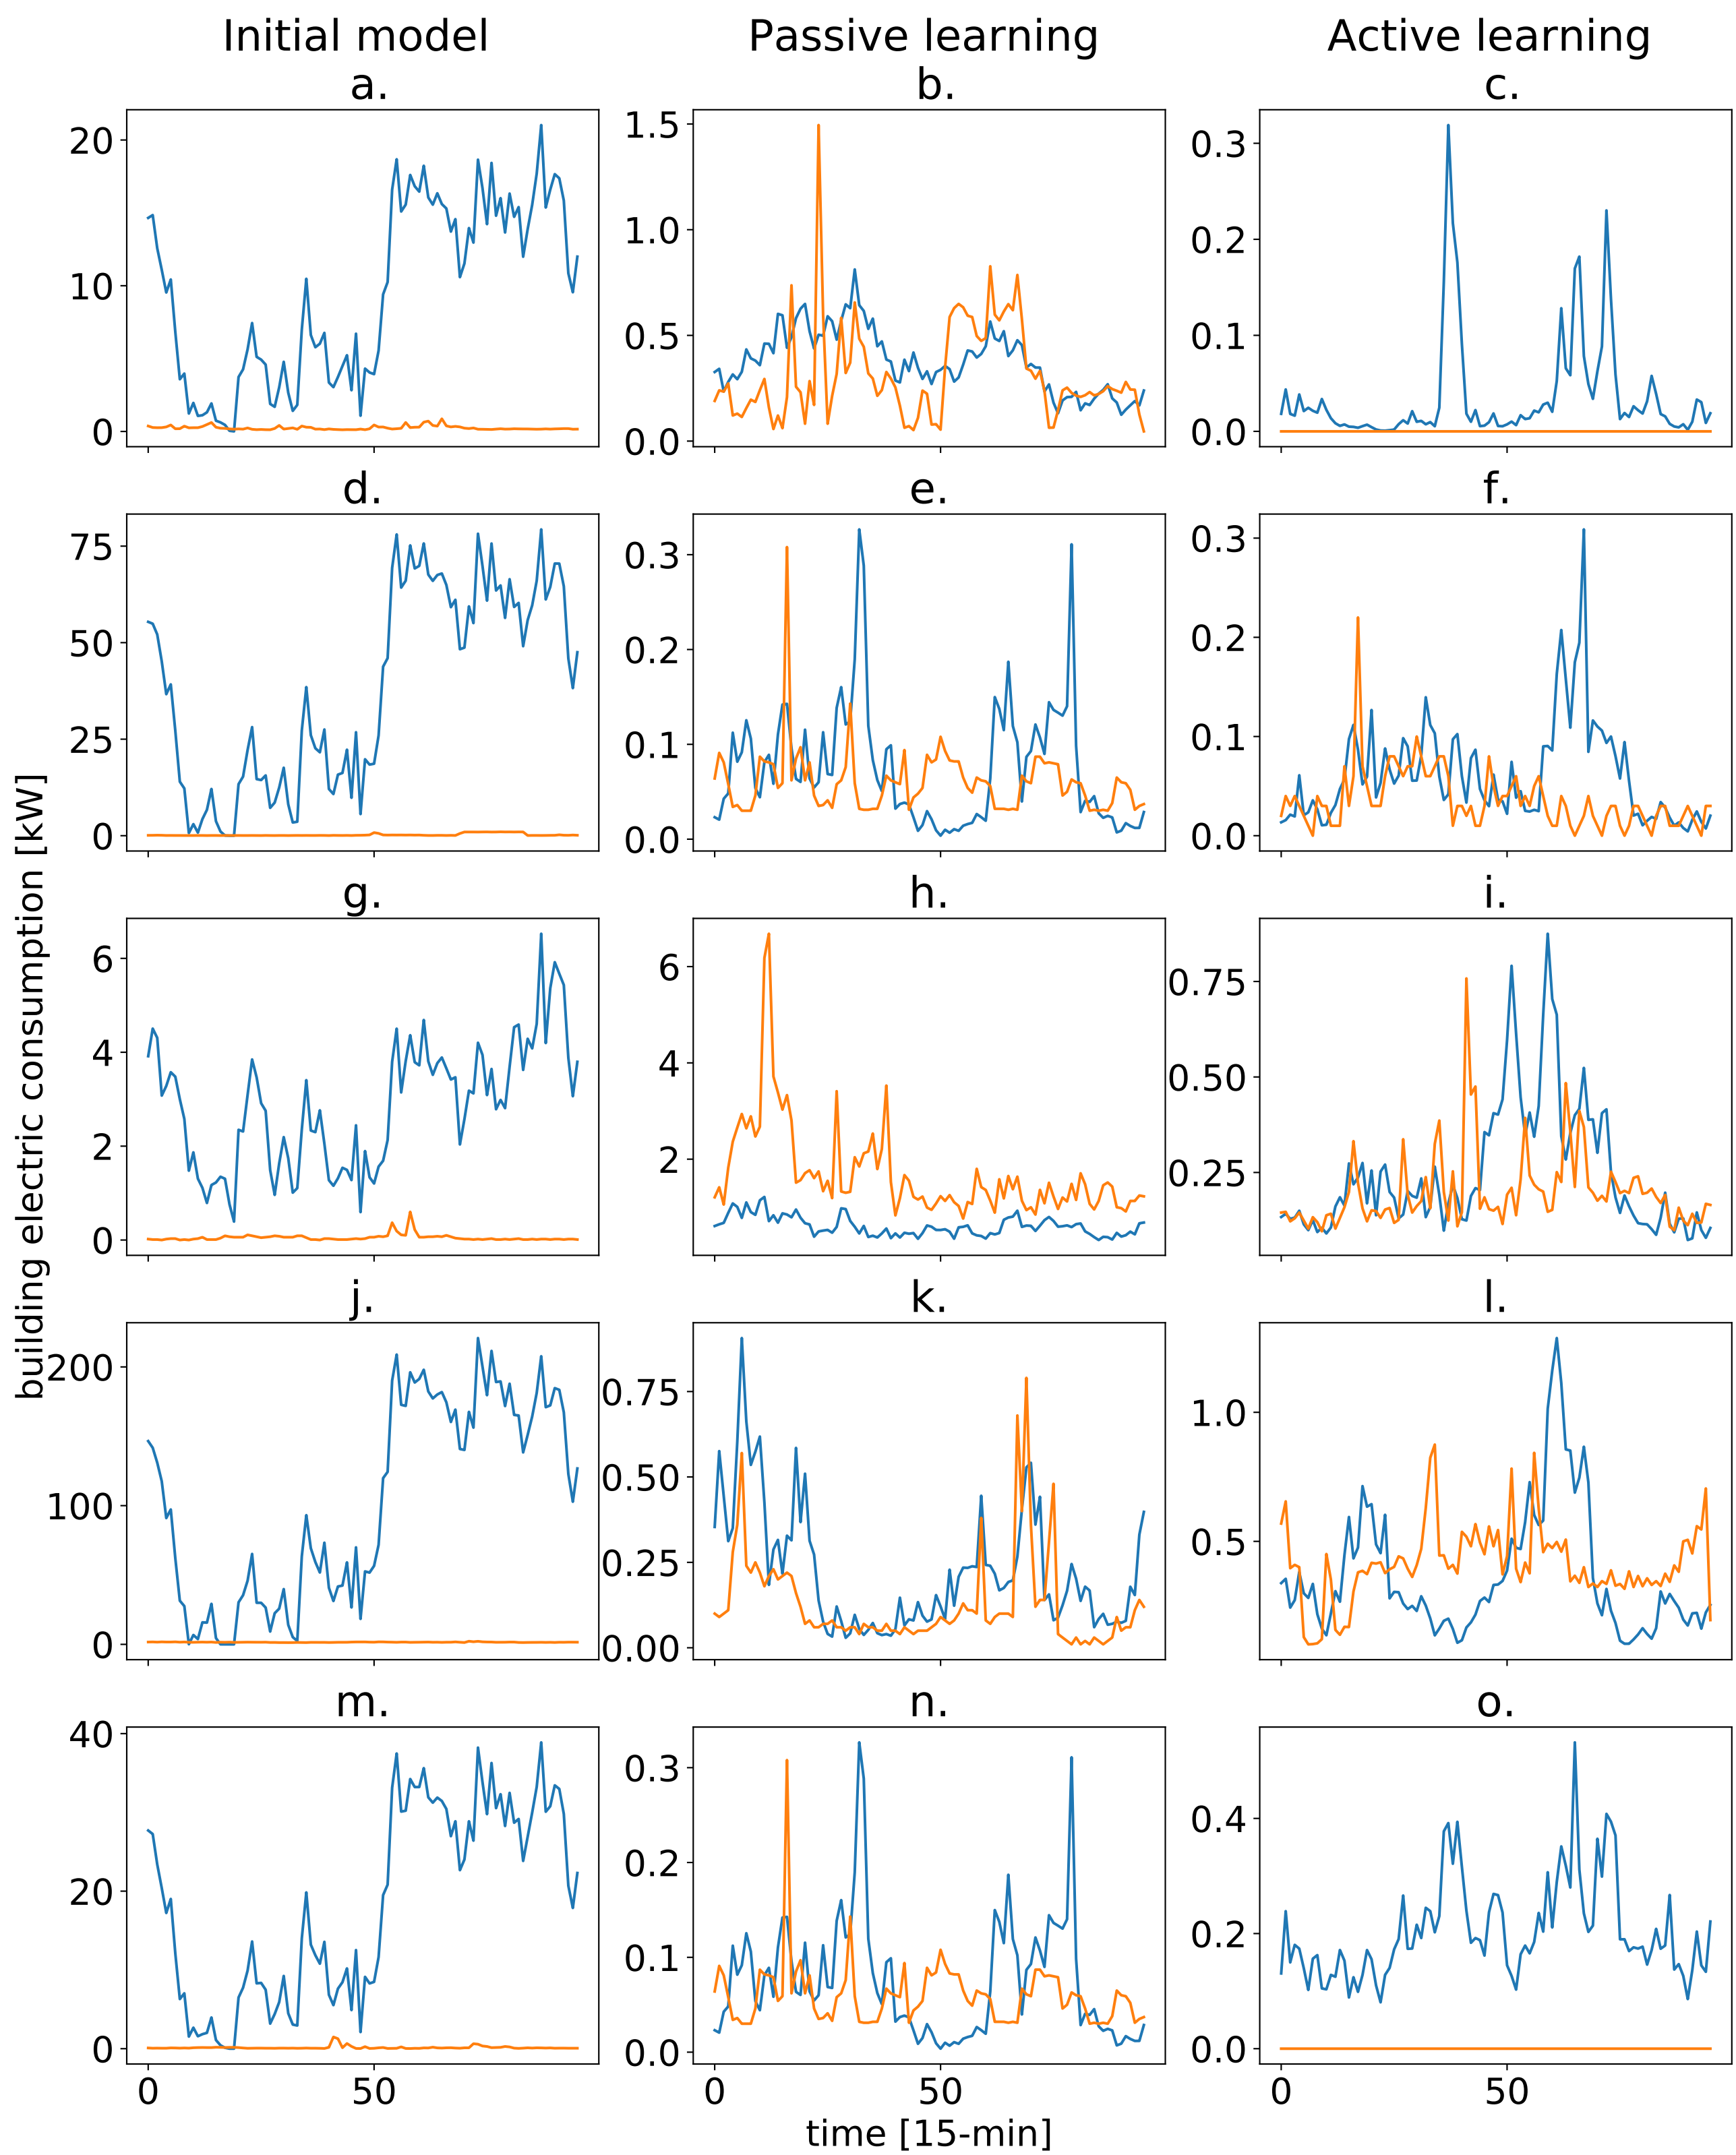 Initial model Passive learning Active learning
a. b. c.
20 1.5 0.3
10 1.0 0.2
0 0.5 0.1
0.0 0.0
d. e. f.
75 0.3 0.3
50 0.2 0.2
25 0.1 0.1
0 0.0 0.0
g. h. i.
6 6 0.75
4 4 0.50
2 2 0.25
0
j. k. l.
200 0.75 1.0
100 0.50 0.5
0 0.25
0.00
m. n. o.
40 0.3 0.4
20 0.2 0.2
0 0.1 0.0
0.0
0 50 0 50 0 50
building electric consumption [kW]
time [15-min]